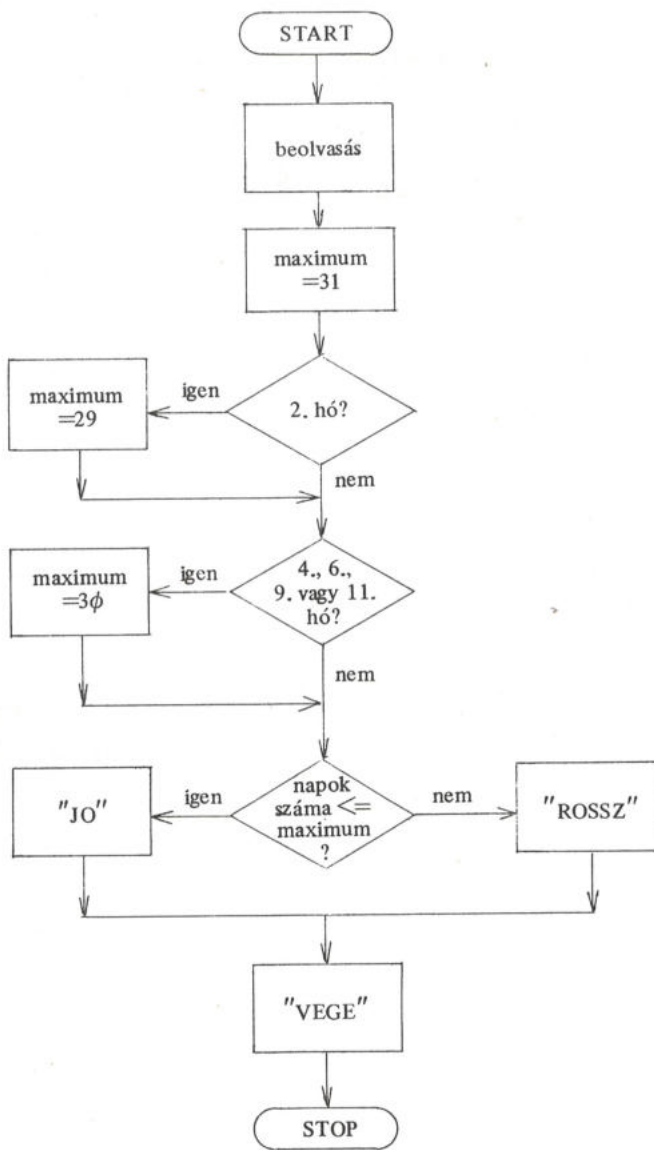 START
beolvasás
maximum
=31
2. hó?
igen
maximum
=29
nem
4., 6.,
9. vagy 11.
hó?
igen
maximum
=3ϕ
nem
napok
száma <=
maximum
?
igen
"JO"
nem
"ROSSZ"
"VEGE"
STOP